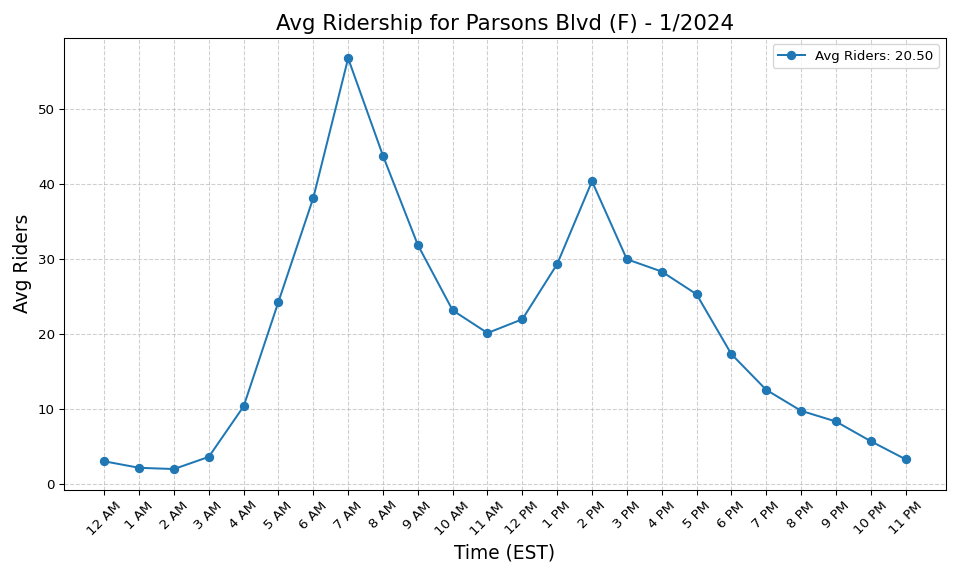 Avg Ridership for Parsons Blvd (F) - 1/2024
Avg Riders: 20.50
50
40
30
20
10
0
Avg Riders
12 AM
1 AM
2 AM
3 AM
4 AM
5 AM
6 AM
7 AM
8 AM
9 AM
10 AM
11 AM
12 PM
1 PM
2 PM
3 PM
4 PM
5 PM
6 PM
7 PM
8 PM
9 PM
10 PM
11 PM
Time (EST)